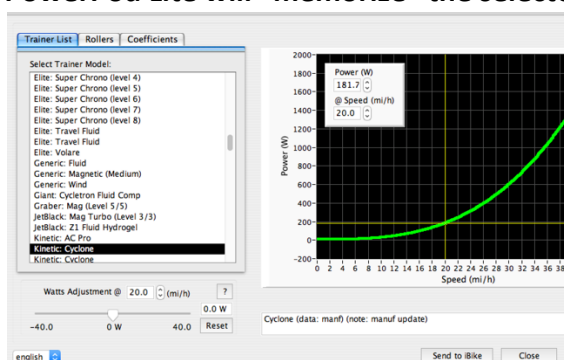 Trainer List Rollers Coefficients
Select Trainer Model:
Elite: Super Chrono (level 4)
Elite: Super Chrono (level 5)
Elite: Super Chrono (level 6)
Elite: Super Chrono (level 7)
Elite: Super Chrono (level 8)
Elite: Travel Fluid
Elite: Travel Fluid
Elite: Volare
Generic: Fluid
Generic: Magnetic (Medium)
Generic: Wind
Giant: Cycletron Fluid Comp
Graber: Mag (Level 5/5)
JetBlack: Mag Turbo (Level 3/3)
JetBlack: Z1 Fluid Hydrogel
Kinetic: AC Pro
Kinetic: Cyclone
Kinetic: Cyclone
Watts Adjustment @ 20.0 (mi/h) ?
0.0 W
-40.0 0 W 40.0 Reset
english
Power (W)
181.7
@ Speed (mi/h)
20.0
Power (W)
2000
1800
1600
1400
1200
1000
800
600
400
200
0
-200
0 2 4 6 8 10 12 14 16 18 20 22 24 26 28 30 32 34 36 38
Speed (mi/h)
Cyclone (data: manf) (note: manuf update)
Send to iBike Close